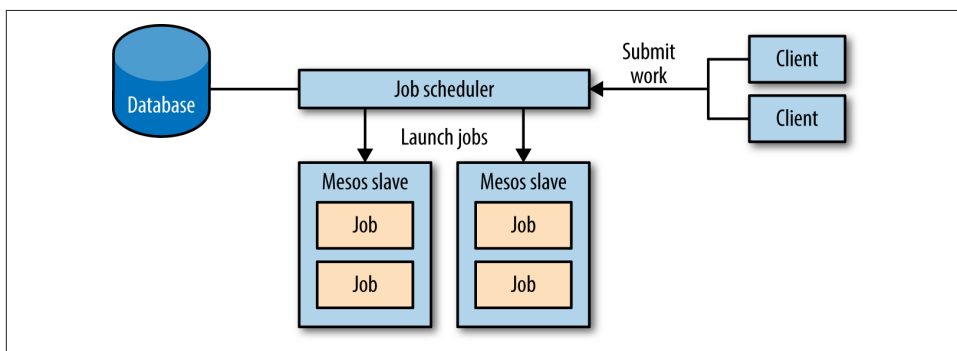 Database
Job scheduler
Submit
work
Client
Client
Launch jobs
Mesos slave
Job
Job
Mesos slave
Job
Job